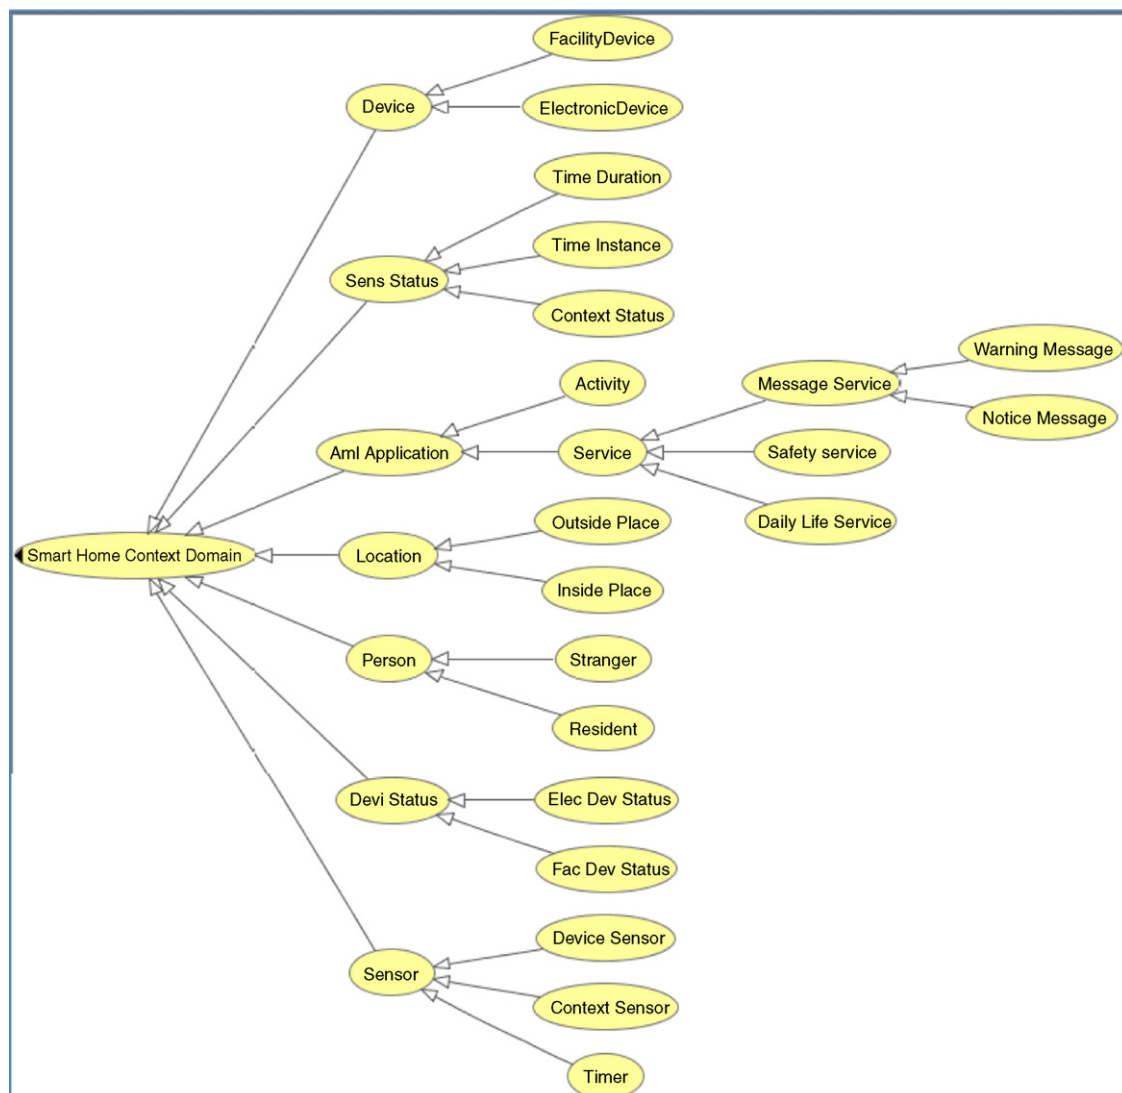 FacilityDevice
Device
ElectronicDevice
Time Duration
Time Instance
Sens Status
Context Status
Warning Message
Activity
Message Service
Notice Message
AmI Application
Service
Safety service
Outside Place
Daily Life Service
Smart Home Context Domain
Location
Inside Place
Person
Stranger
Resident
Devi Status
Elec Dev Status
Fac Dev Status
Device Sensor
Sensor
Context Sensor
Timer